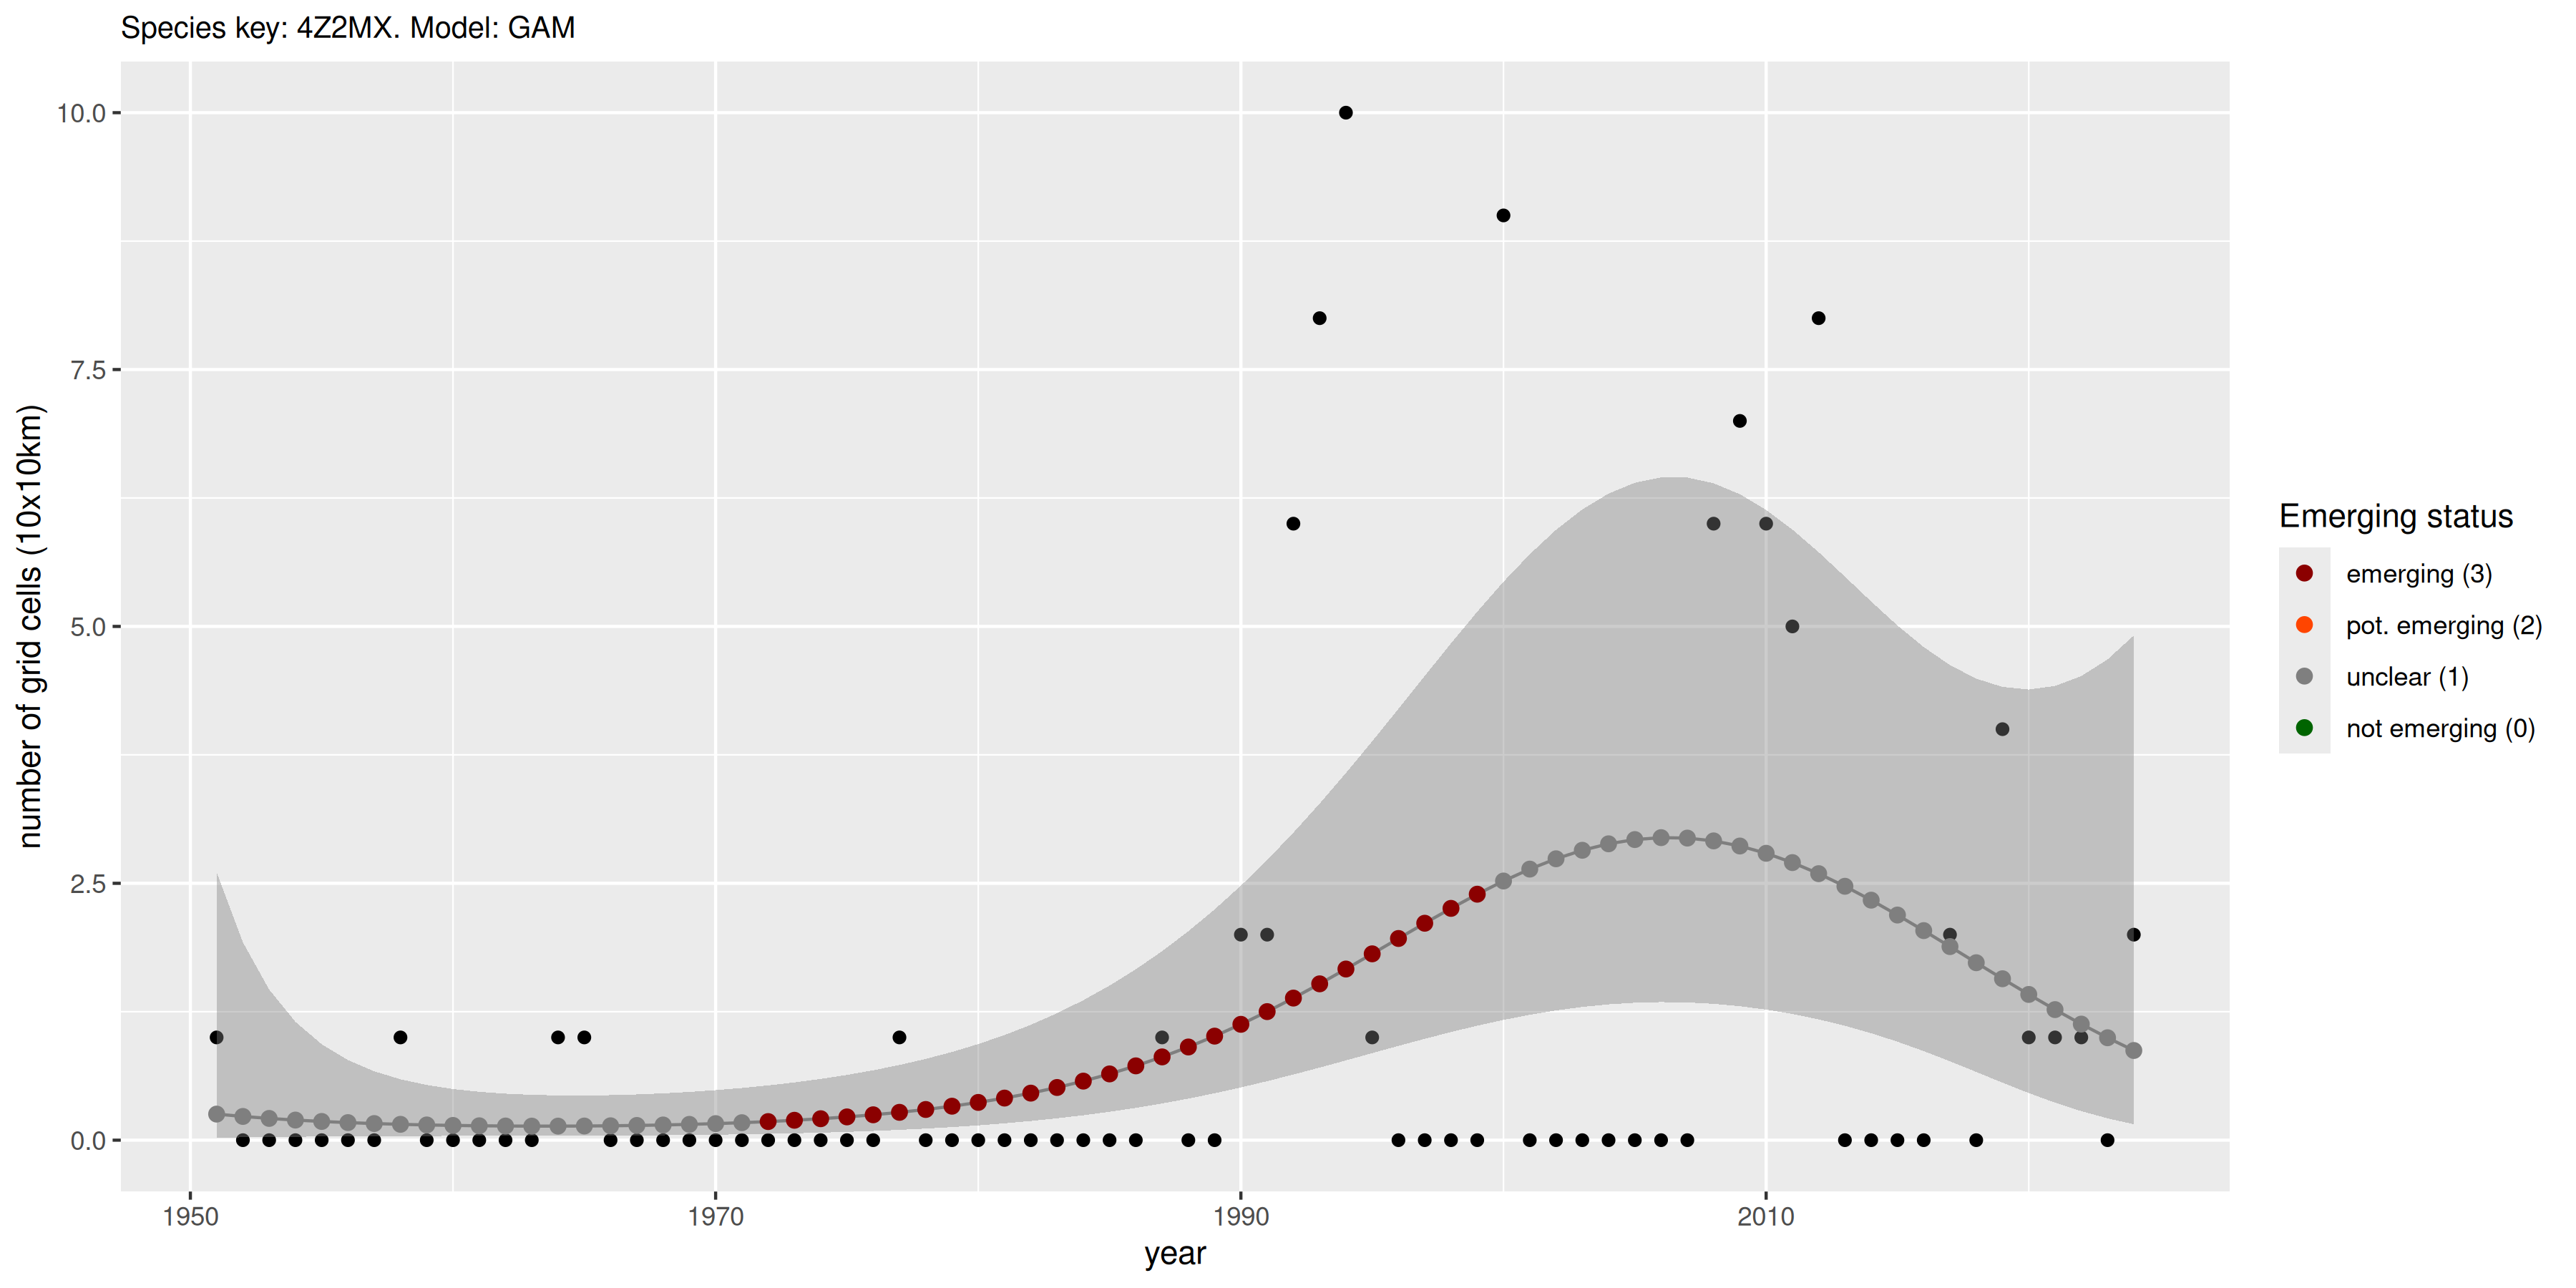 Species key: 4Z2MX. Model: GAM
10.0
7.5
5.0
2.5
0.0
number of grid cells (10x10km)
1950
1970
1990
2010
year
Emerging status
emerging (3)
pot. emerging (2)
unclear (1)
not emerging (0)